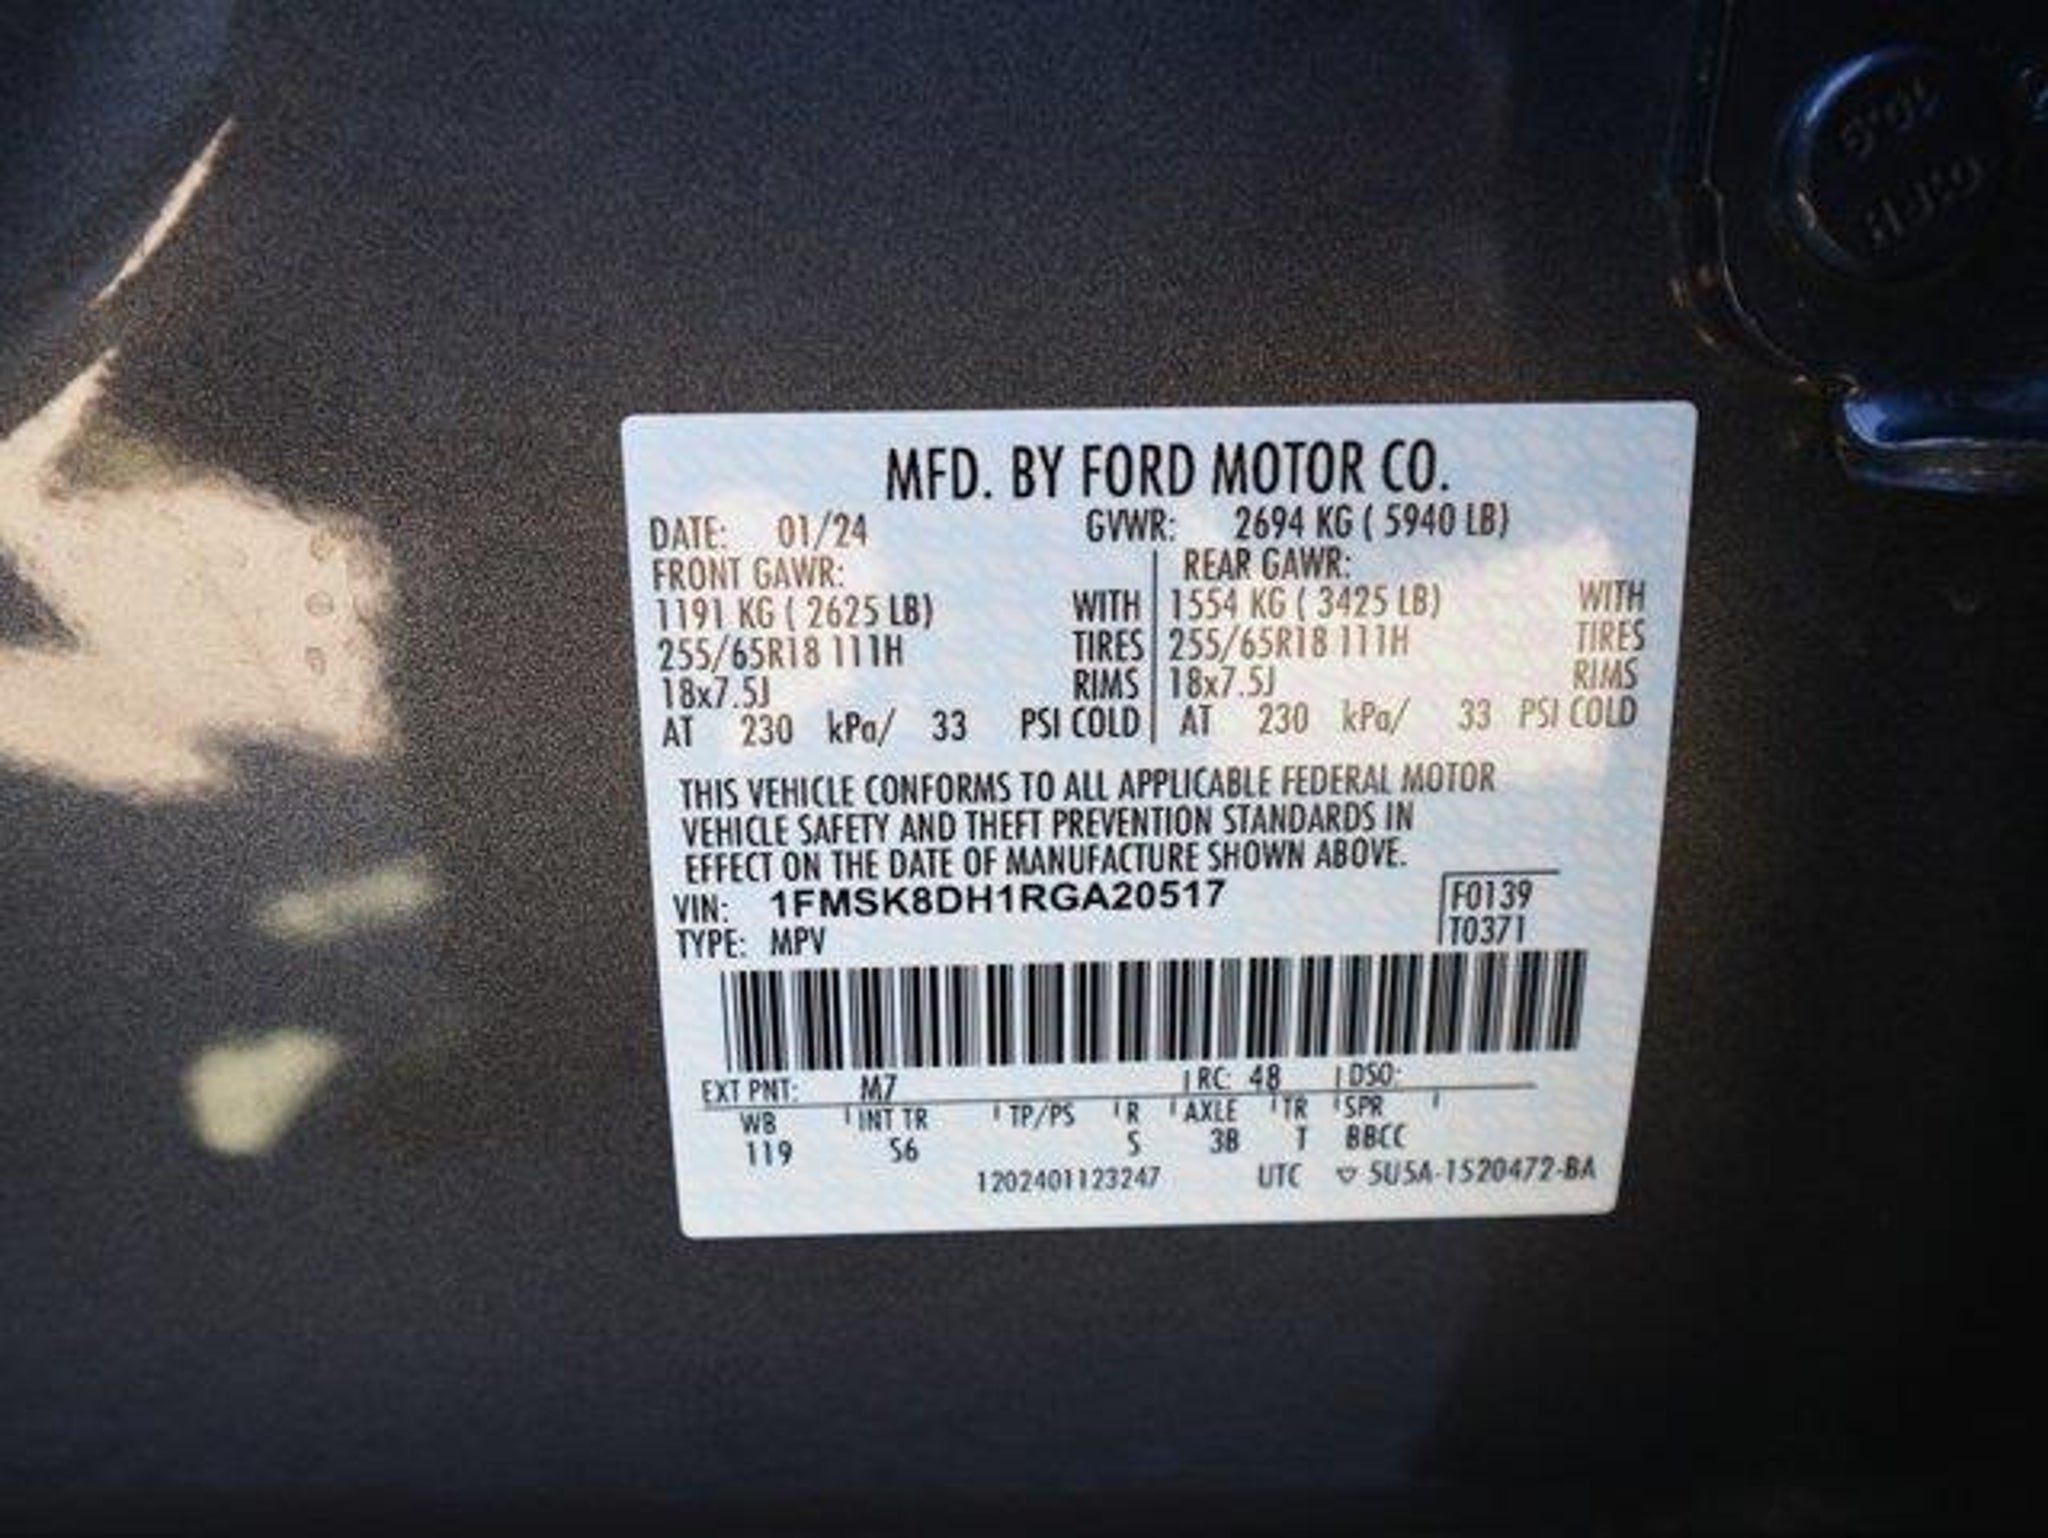 MFD. BY FORD MOTOR CO.
DATE: 01/24 GVWR: 2694 KG ( 5940 LB)
FRONT GAWR: REAR GAWR:
1191 KG ( 2625 LB) WITH 1554 KG ( 3425 LB) WITH
255/65R18 111H TIRES 255/65R18 111H TIRES
18x7.5J RIMS 18x7.5J RIMS
AT 230 kPa/ 33 PSI COLD AT 230 kPa/ 33 PSI COLD
THIS VEHICLE CONFORMS TO ALL APPLICABLE FEDERAL MOTOR
VEHICLE SAFETY AND THEFT PREVENTION STANDARDS IN
EFFECT ON THE DATE OF MANUFACTURE SHOWN ABOVE.
VIN: 1FMSK8DH1RGA20517 F0139
TYPE: MPV T0371
EXT PNT: M7 RC: 48 DSO:
WB INT TR TP/PS R AXLE TR SPR
119 S6 S 3B T BBCC
1202401123247 UTC ▽ 5U5A-1520472-BA